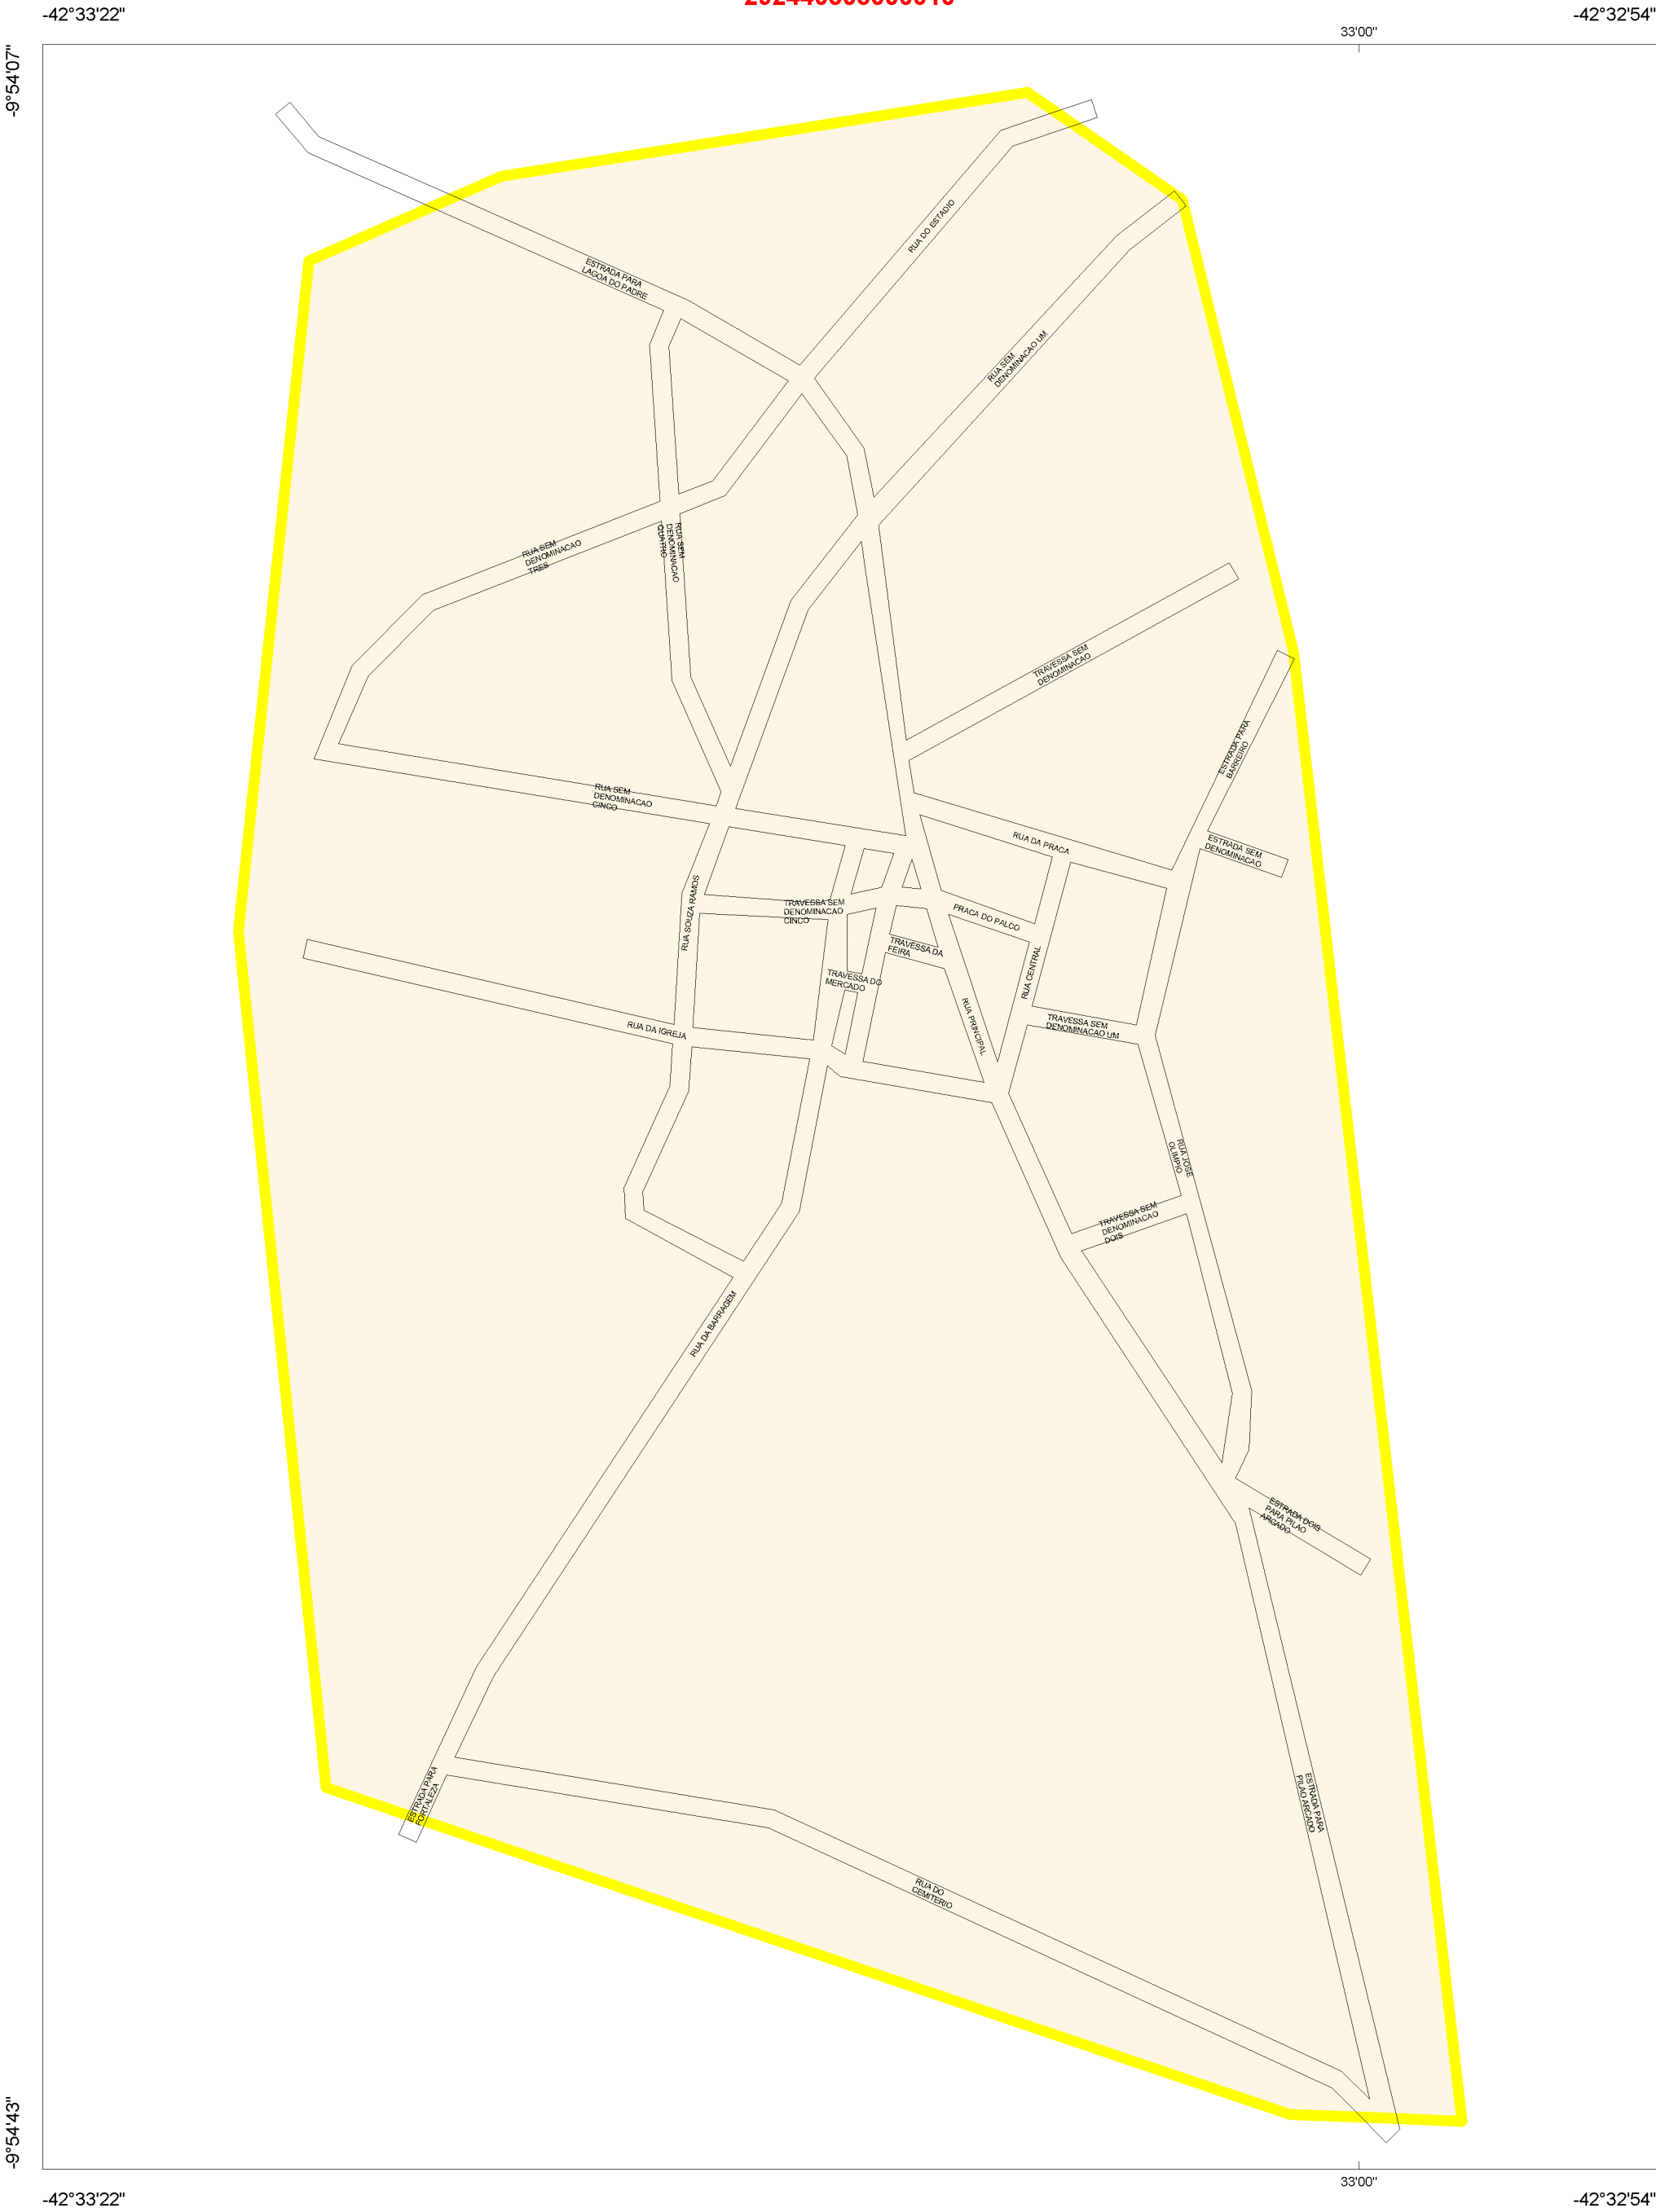 -42°33'22"
-42°32'54"
33'00"
-9°54'07"
RUA DO ESTADIO
ESTRADA PARA
LAGOA DO PADRE
RUA SEM
DENOMINACAO UM
RUA SEM
DENOMINACAO
TRES
RUA SEM
DENOMINACAO
QUATRO
TRAVESSA SEM
DENOMINACAO
ESTRADA PARA
BARREIRO
RUA SEM
DENOMINACAO
CINCO
RUA DA PRACA
ESTRADA SEM
DENOMINACAO
RUA SOUZA RAMOS
TRAVESSA SEM
DENOMINACAO
CINCO
PRACA DO PALCO
TRAVESSA DA
FEIRA
TRAVESSA DO
MERCADO
RUA CENTRAL
RUA DA IGREJA
RUA PRINCIPAL
TRAVESSA SEM
DENOMINACAO UM
RUA JOSE
OLIMPIO
TRAVESSA SEM
DENOMINACAO
DOIS
RUA DA BARRAGEM
ESTRADA DOIS
PARA PILAO
ARCADO
ESTRADA PARA
FORTALEZA
ESTRADA PARA
PILAO ARCADO
RUA DO
CEMITERIO
-9°54'43"
33'00"
-42°33'22"
-42°32'54"